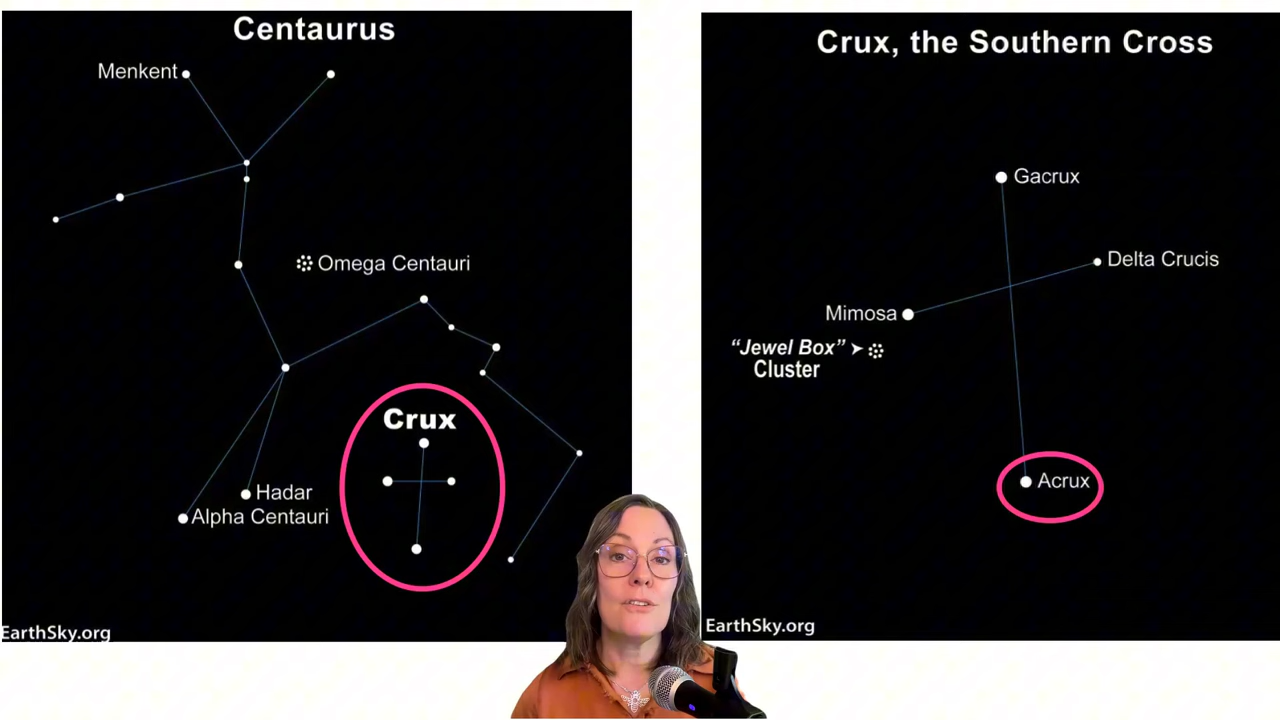 Centaurus
Menkent
Omega Centauri
Crux
Hadar
Alpha Centauri
EarthSky.org
Crux, the Southern Cross
Gacrux
Delta Crucis
Mimosa
“Jewel Box”
Cluster
Acrux
EarthSky.org